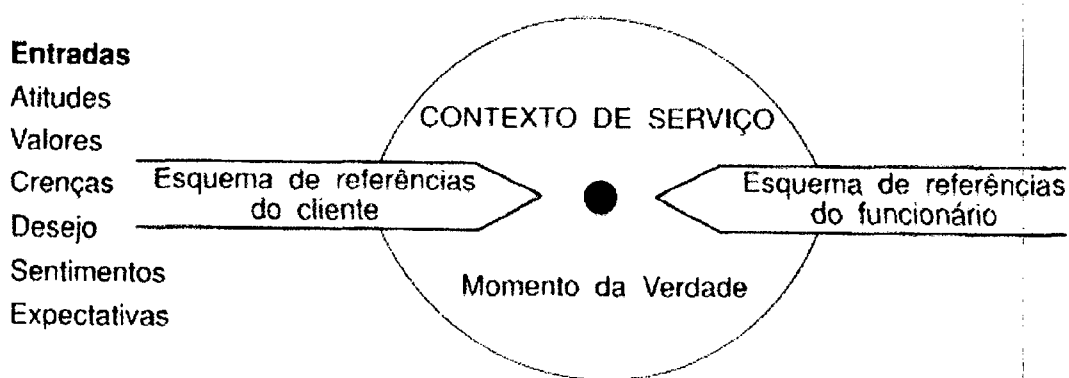 Entradas
Atitudes
Valores
Crenças
Desejo
Sentimentos
Expectativas
CONTEXTO DE SERVIÇO
Esquema de referências
do cliente
Esquema de referências
do funcionário
Momento da Verdade